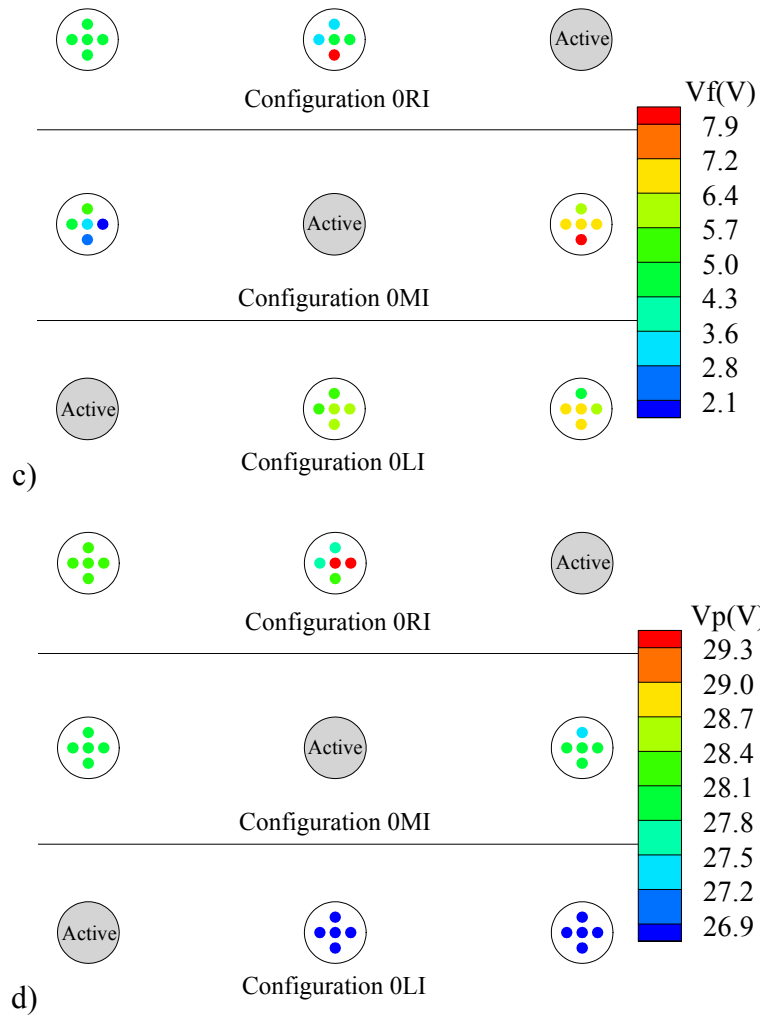 Active
Configuration 0RI
Vf(V)
7.9
7.2
6.4
5.7
5.0
4.3
3.6
2.8
2.1
Active
Configuration 0MI
Active
Configuration 0LI
c)
Active
Configuration 0RI
Vp(V)
29.3
29.0
28.7
28.4
28.1
27.8
27.5
27.2
26.9
Active
Configuration 0MI
Active
Configuration 0LI
d)